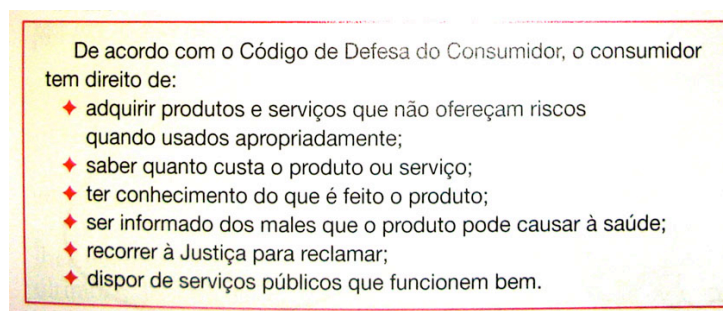 De acordo com o Código de Defesa do Consumidor, o consumidor
tem direito de:
✦ adquirir produtos e serviços que não ofereçam riscos
quando usados apropriadamente;
✦ saber quanto custa o produto ou serviço;
✦ ter conhecimento do que é feito o produto;
✦ ser informado dos males que o produto pode causar à saúde;
✦ recorrer à Justiça para reclamar;
✦ dispor de serviços públicos que funcionem bem.